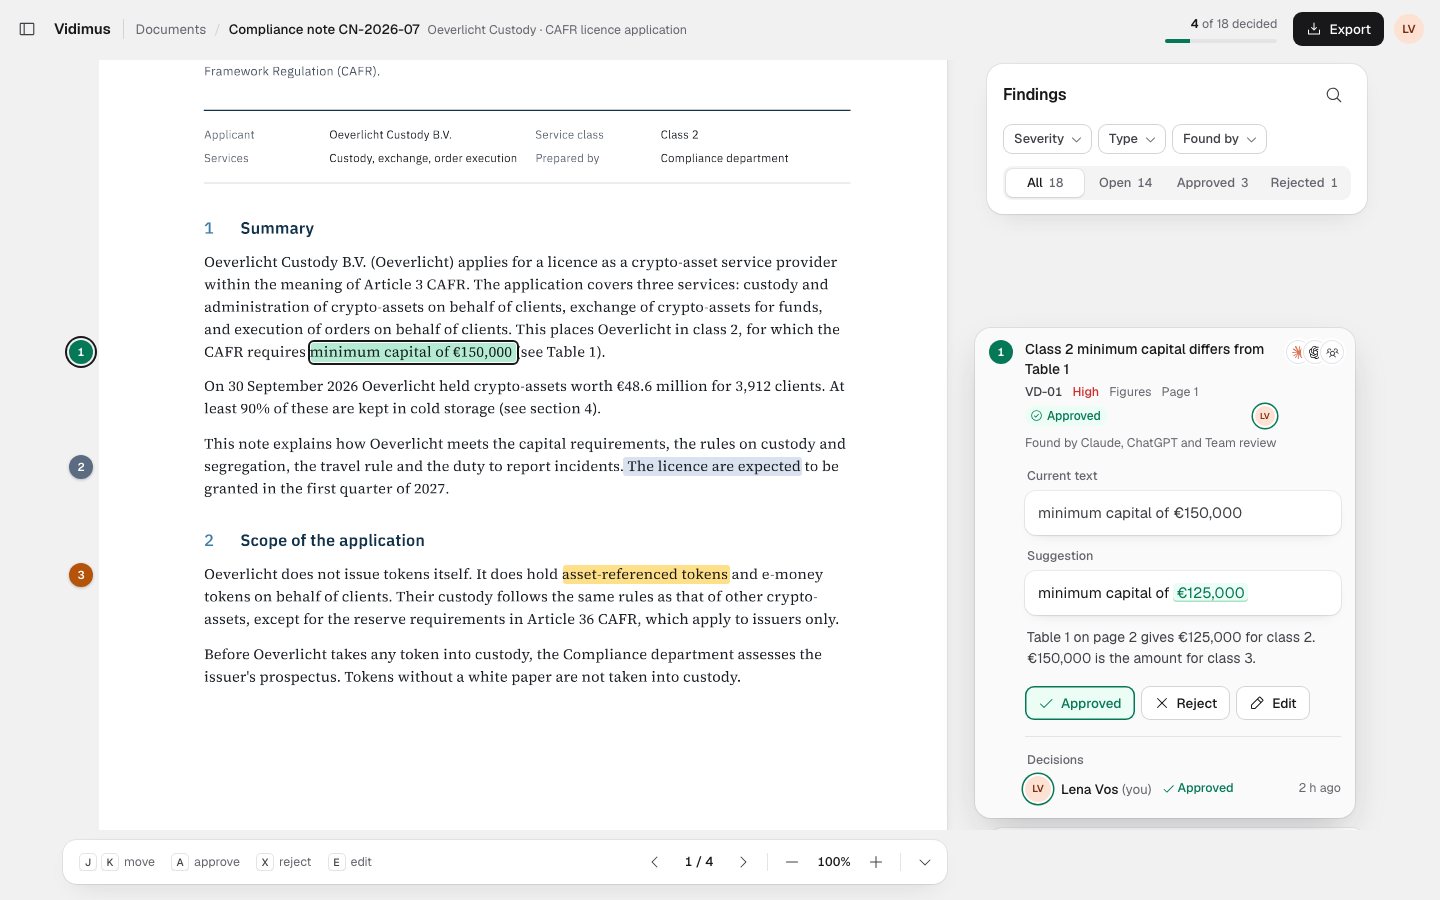 Vidimus
Documents / Compliance note CN-2026-07 Oeverlicht Custody · CAFR licence application
4 of 18 decided
Export
LV
Framework Regulation (CAFR).
Applicant Oeverlicht Custody B.V. Service class Class 2
Services Custody, exchange, order execution Prepared by Compliance department
1 Summary
Oeverlicht Custody B.V. (Oeverlicht) applies for a licence as a crypto-asset service provider
within the meaning of Article 3 CAFR. The application covers three services: custody and
administration of crypto-assets on behalf of clients, exchange of crypto-assets for funds,
and execution of orders on behalf of clients. This places Oeverlicht in class 2, for which the
1
CAFR requires minimum capital of €150,000 (see Table 1).
On 30 September 2026 Oeverlicht held crypto-assets worth €48.6 million for 3,912 clients. At
least 90% of these are kept in cold storage (see section 4).
This note explains how Oeverlicht meets the capital requirements, the rules on custody and
2
segregation, the travel rule and the duty to report incidents. The licence are expected to be
granted in the first quarter of 2027.
2 Scope of the application
3
Oeverlicht does not issue tokens itself. It does hold asset-referenced tokens and e-money
tokens on behalf of clients. Their custody follows the same rules as that of other crypto-
assets, except for the reserve requirements in Article 36 CAFR, which apply to issuers only.
Before Oeverlicht takes any token into custody, the Compliance department assesses the
issuer's prospectus. Tokens without a white paper are not taken into custody.
J K move A approve X reject E edit
1 / 4
100%
Findings
Severity Type Found by
All 18 Open 14 Approved 3 Rejected 1
1
Class 2 minimum capital differs from
Table 1
VD-01 High Figures Page 1
Approved
LV
Found by Claude, ChatGPT and Team review
Current text
minimum capital of €150,000
Suggestion
minimum capital of €125,000
Table 1 on page 2 gives €125,000 for class 2.
€150,000 is the amount for class 3.
Approved Reject Edit
Decisions
LV Lena Vos (you) Approved 2 h ago